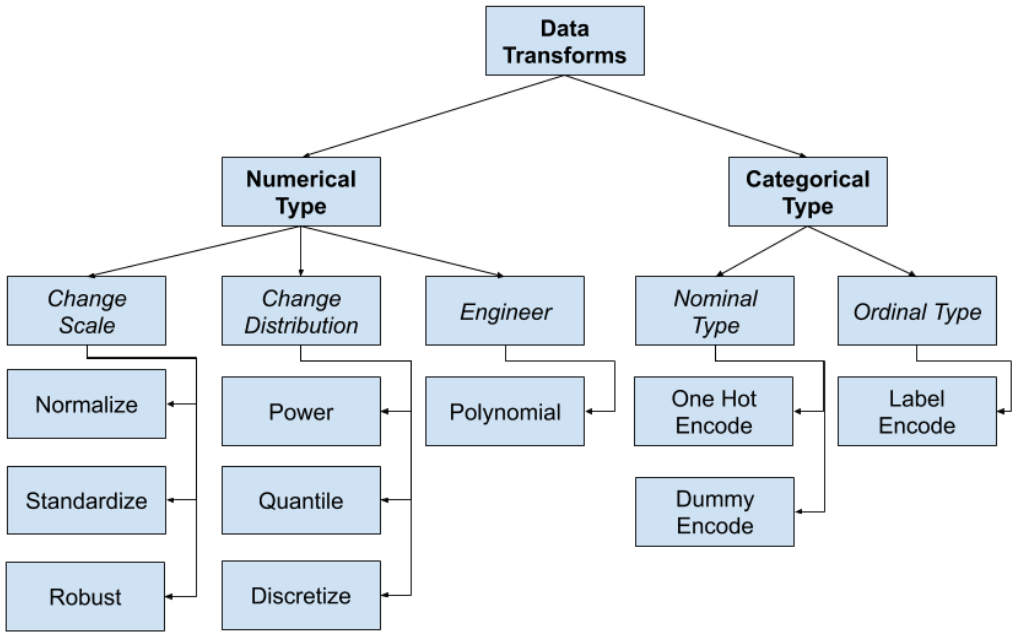 Data
Transforms
Numerical
Type
Categorical
Type
Change
Scale
Change
Distribution
Engineer
Nominal
Type
Ordinal Type
Normalize
Power
Polynomial
One Hot
Encode
Label
Encode
Standardize
Quantile
Dummy
Encode
Robust
Discretize